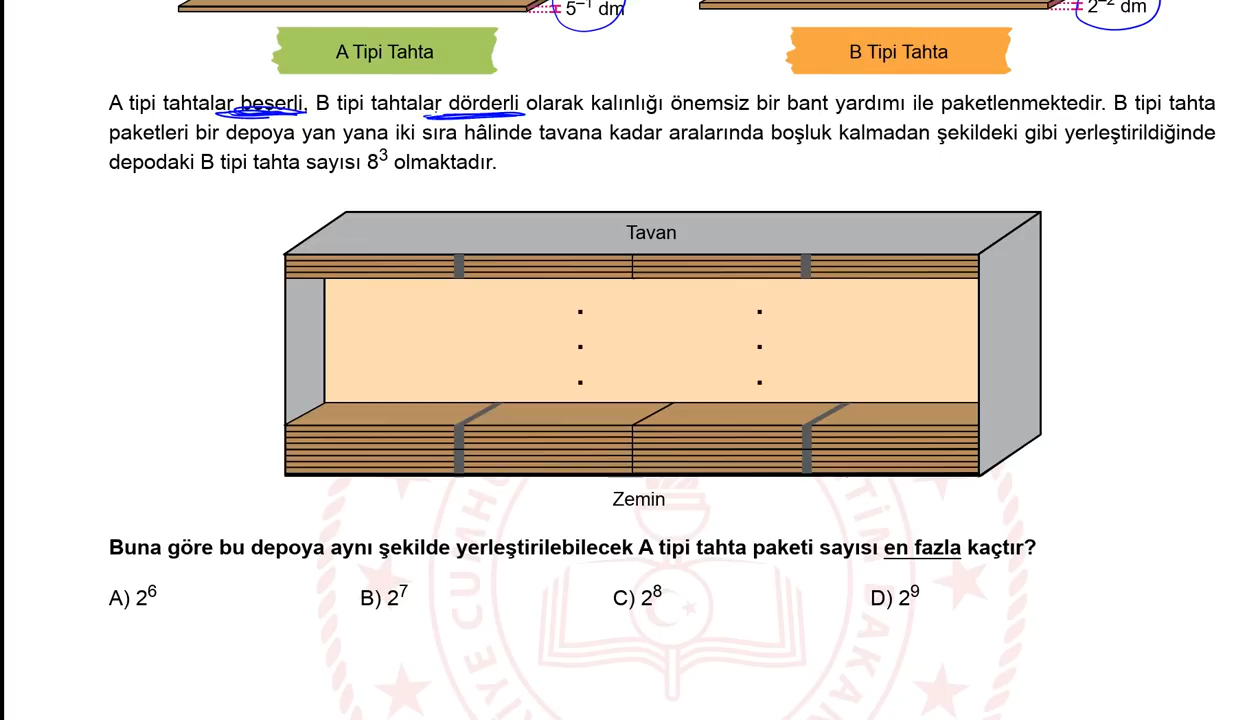 5⁻¹ dm
2⁻² dm
A Tipi Tahta
B Tipi Tahta
A tipi tahtalar beşerli, B tipi tahtalar dörderli olarak kalınlığı önemsiz bir bant yardımı ile paketlenmektedir. B tipi tahta
paketleri bir depoya yan yana iki sıra hâlinde tavana kadar aralarında boşluk kalmadan şekildeki gibi yerleştirildiğinde
depodaki B tipi tahta sayısı 8³ olmaktadır.
Tavan
Zemin
Buna göre bu depoya aynı şekilde yerleştirilebilecek A tipi tahta paketi sayısı en fazla kaçtır?
A) 2⁶ B) 2⁷ C) 2⁸ D) 2⁹